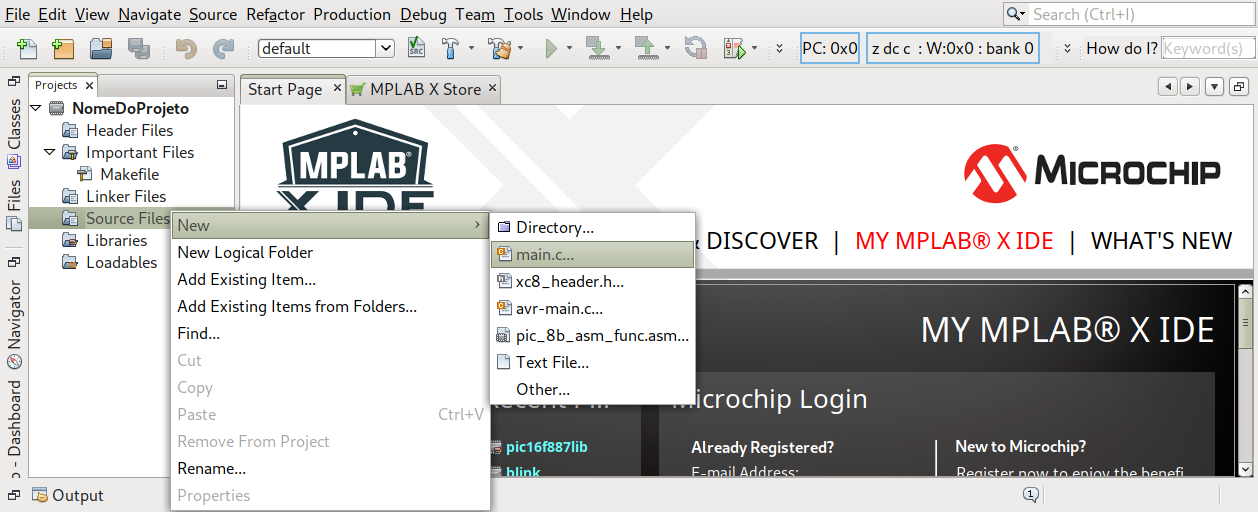 File Edit View Navigate Source Refactor Production Debug Team Tools Window Help
Search (Ctrl+I)
default
PC: 0x0
z dc c : W:0x0 : bank 0
How do I?
Keyword(s)
Projects
Start Page
MPLAB X Store
Classes
Files
Navigator
- Dashboard
NomeDoProjeto
Header Files
Important Files
Makefile
Linker Files
Source Files
Libraries
Loadables
MPLAB®
X IDE
MICROCHIP
& DISCOVER | MY MPLAB® X IDE | WHAT'S NEW
New
New Logical Folder
Add Existing Item...
Add Existing Items from Folders...
Find...
Cut
Copy
Paste Ctrl+V
Remove From Project
Rename...
Properties
Directory...
main.c...
xc8_header.h...
avr-main.c...
pic_8b_asm_func.asm...
Text File...
Other...
MY MPLAB® X IDE
Microchip Login
pic16f887lib
blink
Already Registered?
E-mail Address:
New to Microchip?
Register now to enjoy the benefi
Output
1